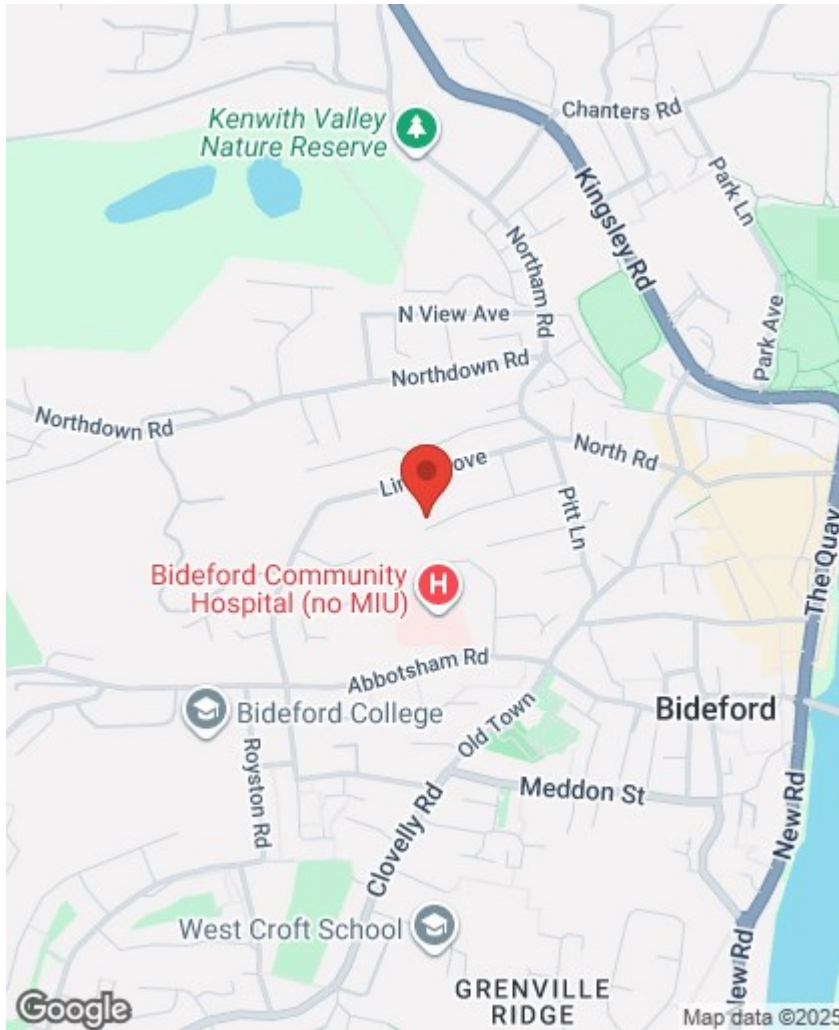 Kenwith Valley
Nature Reserve
Chanters Rd
Park Ln
Kingsley Rd
Northam Rd
N View Ave
Park Ave
Northdown Rd
Northdown Rd
North Rd
Pitt Ln
The Quay
Bideford Community
Hospital (no MIU)
H
Abbotsham Rd
Bideford College
Bideford
Old Town
Royston Rd
Meddon St
Clovelly Rd
New Rd
West Croft School
Rd
GRENVILLE
RIDGE
Google
Map data ©2025